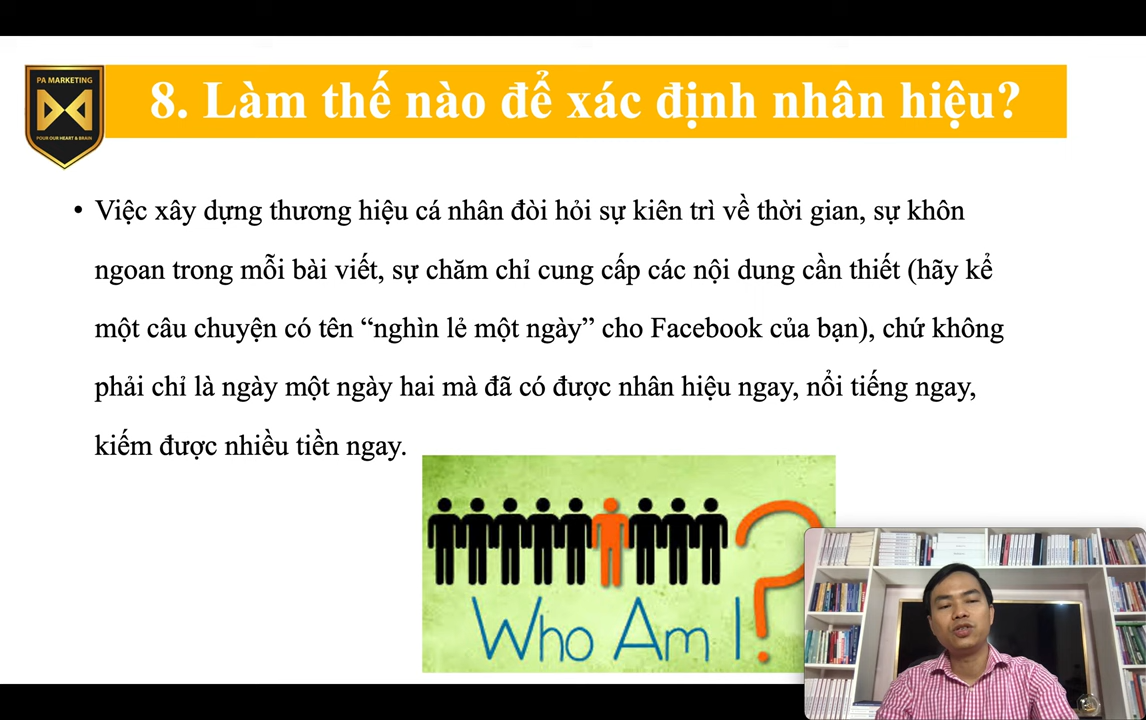 PA MARKETING
POUR OUR HEART & BRAIN
8. Làm thế nào để xác định nhân hiệu?
• Việc xây dựng thương hiệu cá nhân đòi hỏi sự kiên trì về thời gian, sự khôn
ngoan trong mỗi bài viết, sự chăm chỉ cung cấp các nội dung cần thiết (hãy kể
một câu chuyện có tên “nghìn lẻ một ngày” cho Facebook của bạn), chứ không
phải chỉ là ngày một ngày hai mà đã có được nhân hiệu ngay, nổi tiếng ngay,
kiếm được nhiều tiền ngay.
Who Am I?